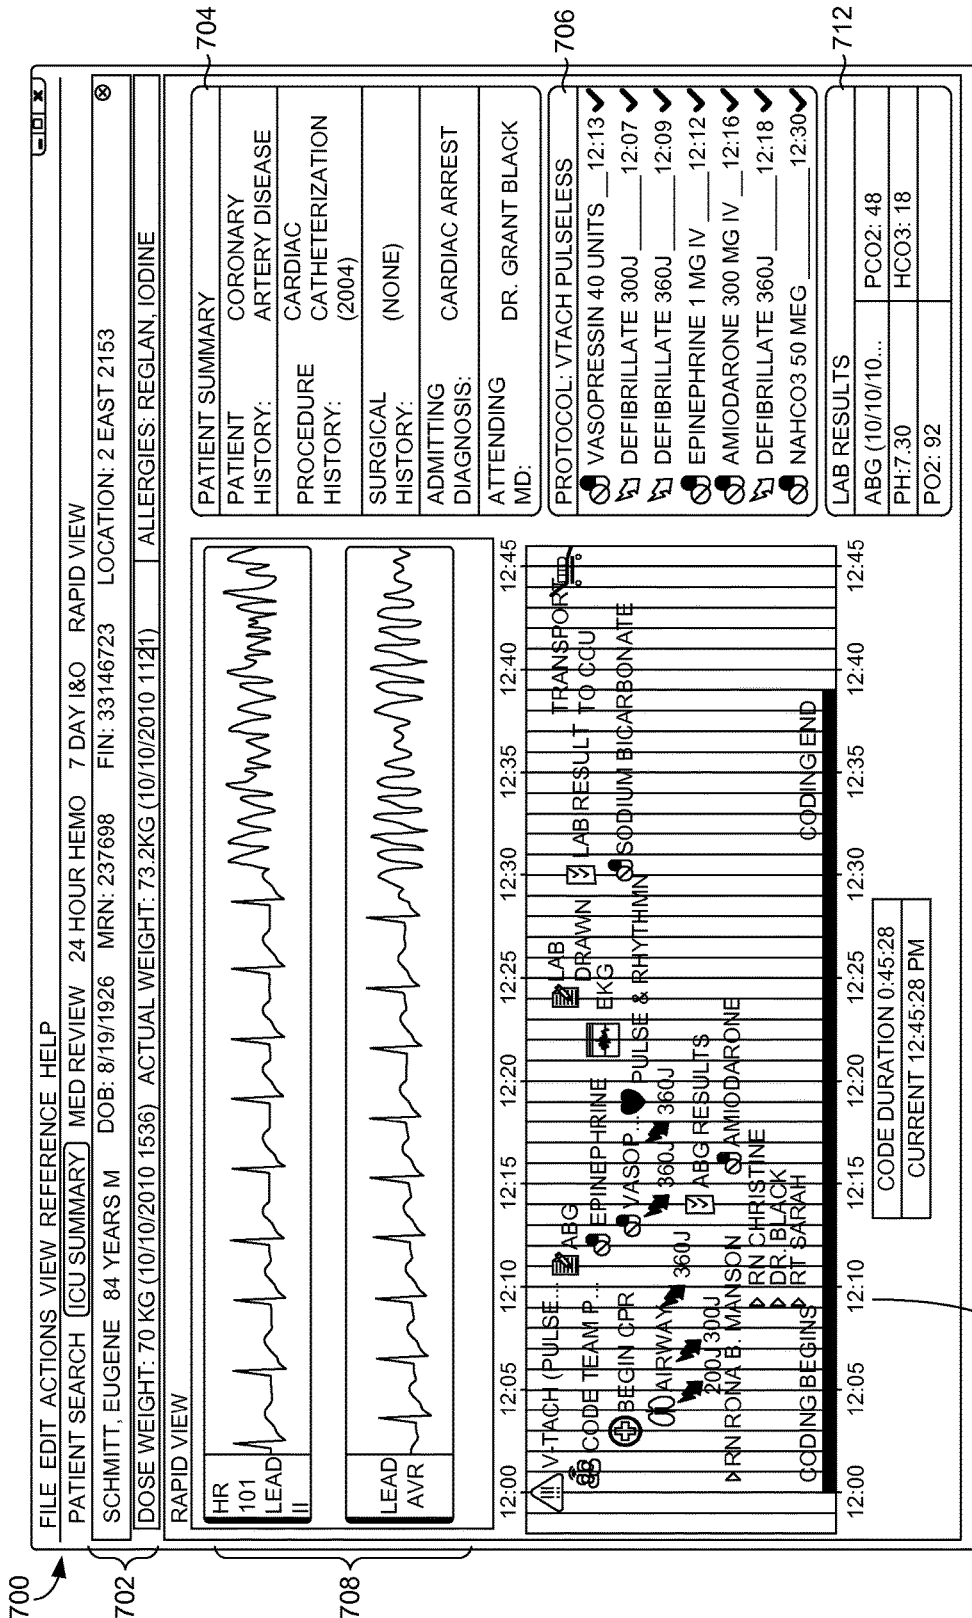 700
FILE EDIT ACTIONS VIEW REFERENCE HELP
PATIENT SEARCH ICU SUMMARY MED REVIEW 24 HOUR HEMO 7 DAY I&O RAPID VIEW
702
SCHMITT, EUGENE 84 YEARS M DOB: 8/19/1926 MRN: 237698 FIN: 33146723 LOCATION: 2 EAST 2153
DOSE WEIGHT: 70 KG (10/10/2010 1536) ACTUAL WEIGHT: 73.2KG (10/10/2010 1121) ALLERGIES: REGLAN, IODINE
RAPID VIEW
708
HR
101
LEAD
II
LEAD
AVR
704
PATIENT SUMMARY
PATIENT HISTORY: CORONARY ARTERY DISEASE
PROCEDURE HISTORY: CARDIAC CATHETERIZATION (2004)
SURGICAL HISTORY: (NONE)
ADMITTING DIAGNOSIS: CARDIAC ARREST
ATTENDING MD: DR. GRANT BLACK
706
PROTOCOL: VTACH PULSELESS
VASOPRESSIN 40 UNITS __12:13
DEFIBRILLATE 300J______12:07
DEFIBRILLATE 360J______12:09
EPINEPHRINE 1 MG IV ___12:12
AMIODARONE 300 MG IV __12:16
DEFIBRILLATE 360J______12:18
NAHCO3 50 MEG ________12:30
712
LAB RESULTS
ABG (10/10/10... PCO2: 48
PH:7.30 HCO3: 18
PO2: 92
12:00 12:05 12:10 12:15 12:20 12:25 12:30 12:35 12:40 12:45
V-TACH (PULSE... ABG LAB DRAWN LAB RESULT TRANSPORT TO CCU
CODE TEAM P... EPINEPHRINE EKG
BEGIN CPR VASOP... PULSE & RHYTHMN SODIUM BICARBONATE
AIRWAY 360J 360J 360J
200J 300J ABG RESULTS
RN RONA B. MANSON AMIODARONE
RN CHRISTINE
DR. BLACK
RT SARAH
CODING BEGINS CODING END
12:00 12:05 12:10 12:15 12:20 12:25 12:30 12:35 12:40 12:45
CODE DURATION 0:45:28
CURRENT 12:45:28 PM